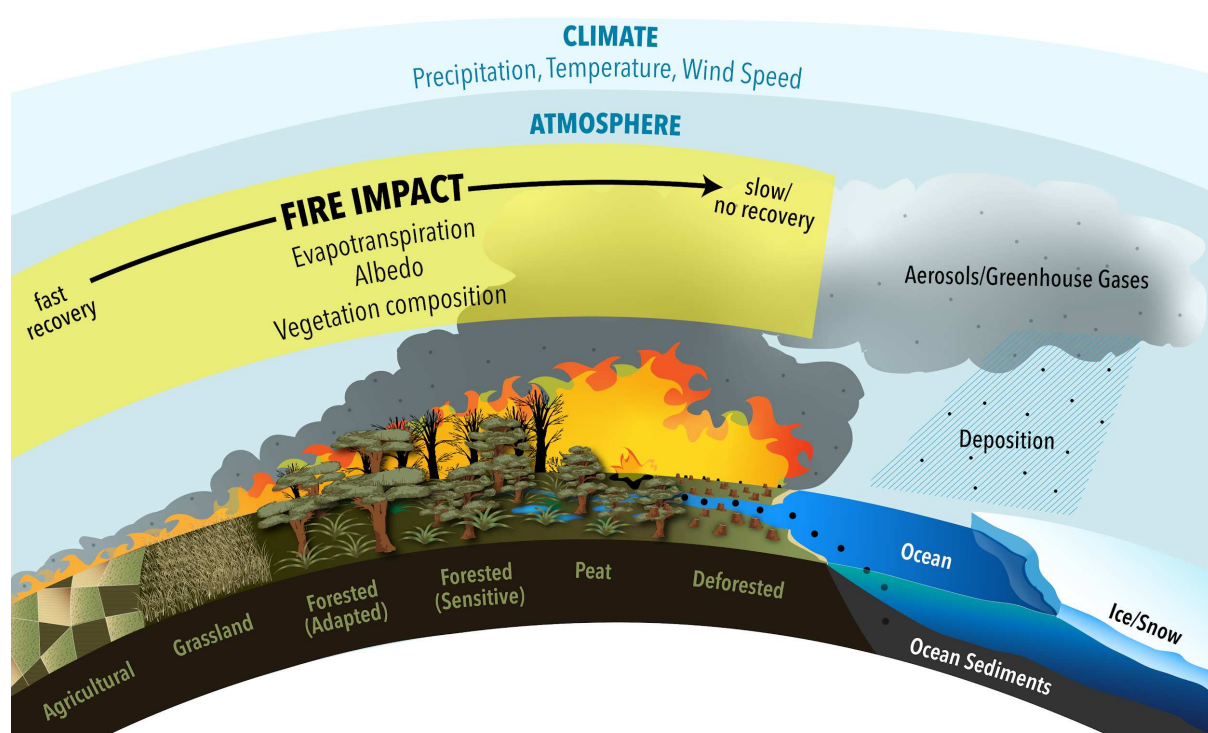 CLIMATE
Precipitation, Temperature, Wind Speed
ATMOSPHERE
FIRE IMPACT
Evapotranspiration
Albedo
Vegetation composition
fast
recovery
slow/
no recovery
Aerosols/Greenhouse Gases
Deposition
Agricultural
Grassland
Forested
(Adapted)
Forested
(Sensitive)
Peat
Deforested
Ocean
Ice/Snow
Ocean Sediments